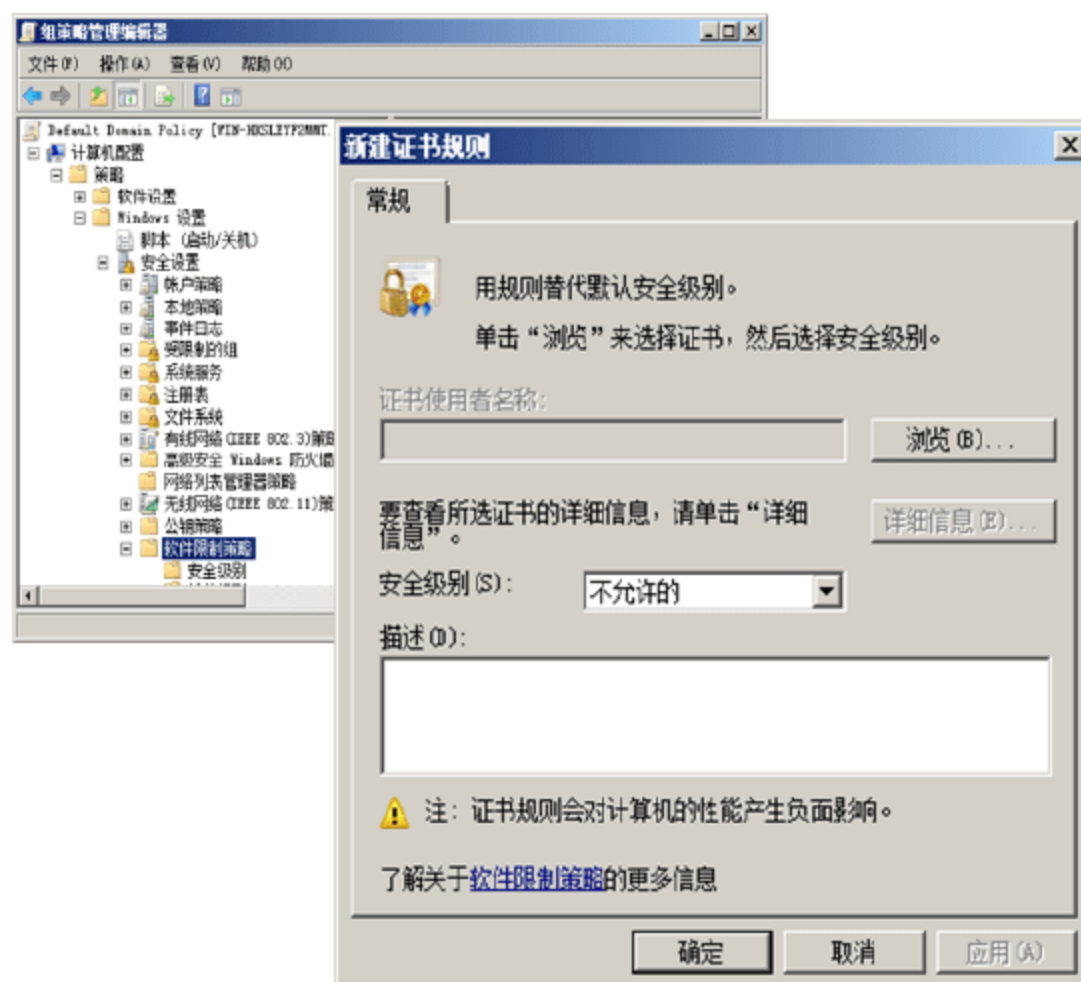 组策略管理编辑器
文件(F) 操作(A) 查看(V) 帮助(H)
Default Domain Policy [WIN-
计算机配置
策略
软件设置
Windows 设置
脚本 (启动/关机)
安全设置
帐户策略
本地策略
事件日志
受限制的组
系统服务
注册表
文件系统
有线网络(IEEE 802.3)策略
高级安全 Windows 防火墙
网络列表管理器策略
无线网络(IEEE 802.11)策
公钥策略
软件限制策略
安全级别
新建证书规则
常规
用规则替代默认安全级别。
单击“浏览”来选择证书，然后选择安全级别。
证书使用者名称:
浏览(B)...
要查看所选证书的详细信息，请单击“详细
信息”。
详细信息(E)...
安全级别(S):
不允许的
描述(D):
注: 证书规则会对计算机的性能产生负面影响。
了解关于软件限制策略的更多信息
确定 取消 应用(A)